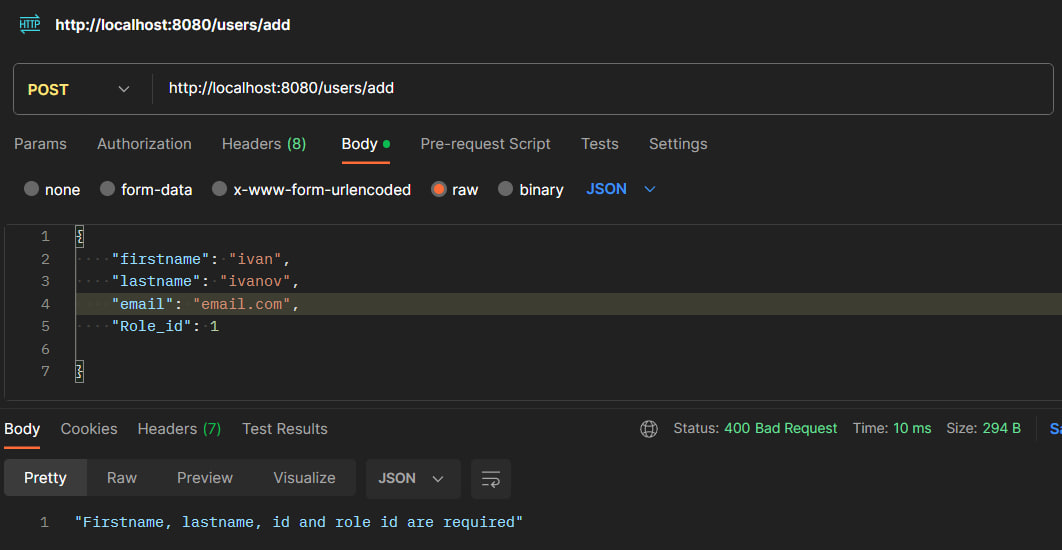 HTTP http://localhost:8080/users/add
POST http://localhost:8080/users/add
Params Authorization Headers (8) Body Pre-request Script Tests Settings
none form-data x-www-form-urlencoded raw binary JSON
1 {
2 "firstname": "ivan",
3 "lastname": "ivanov",
4 "email": "email.com",
5 "Role_id": 1
6
7 }
Body Cookies Headers (7) Test Results Status: 400 Bad Request Time: 10 ms Size: 294 B
Pretty Raw Preview Visualize JSON
1 "Firstname, lastname, id and role id are required"